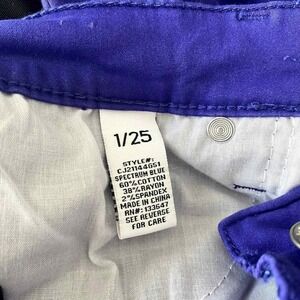 1/25
STYLE#:
CJ21144GS1
SPECTRUM BLUE
60%COTTON
38%RAYON
2%SPANDEX
MADE IN CHINA
RN#: 133647
SEE REVERSE
FOR CARE